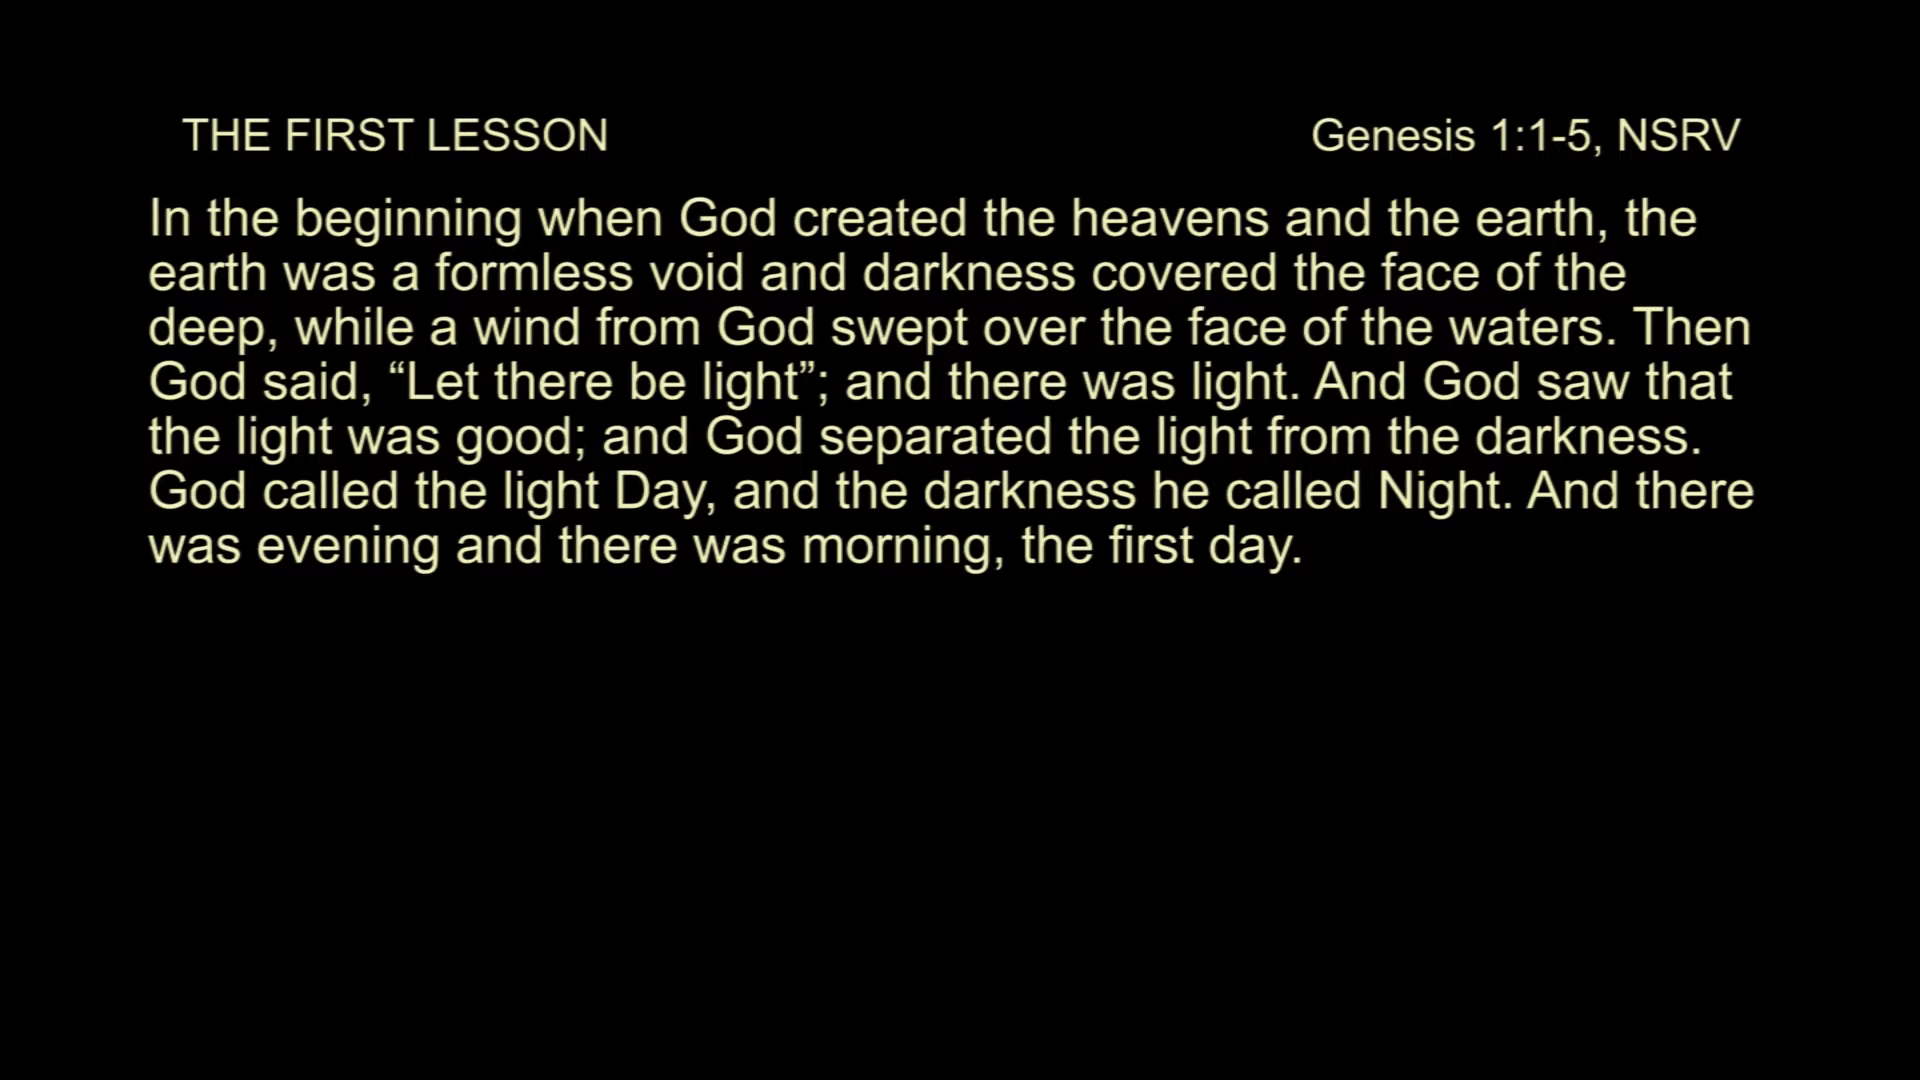 THE FIRST LESSON Genesis 1:1-5, NSRV
In the beginning when God created the heavens and the earth, the
earth was a formless void and darkness covered the face of the
deep, while a wind from God swept over the face of the waters. Then
God said, “Let there be light”; and there was light. And God saw that
the light was good; and God separated the light from the darkness.
God called the light Day, and the darkness he called Night. And there
was evening and there was morning, the first day.